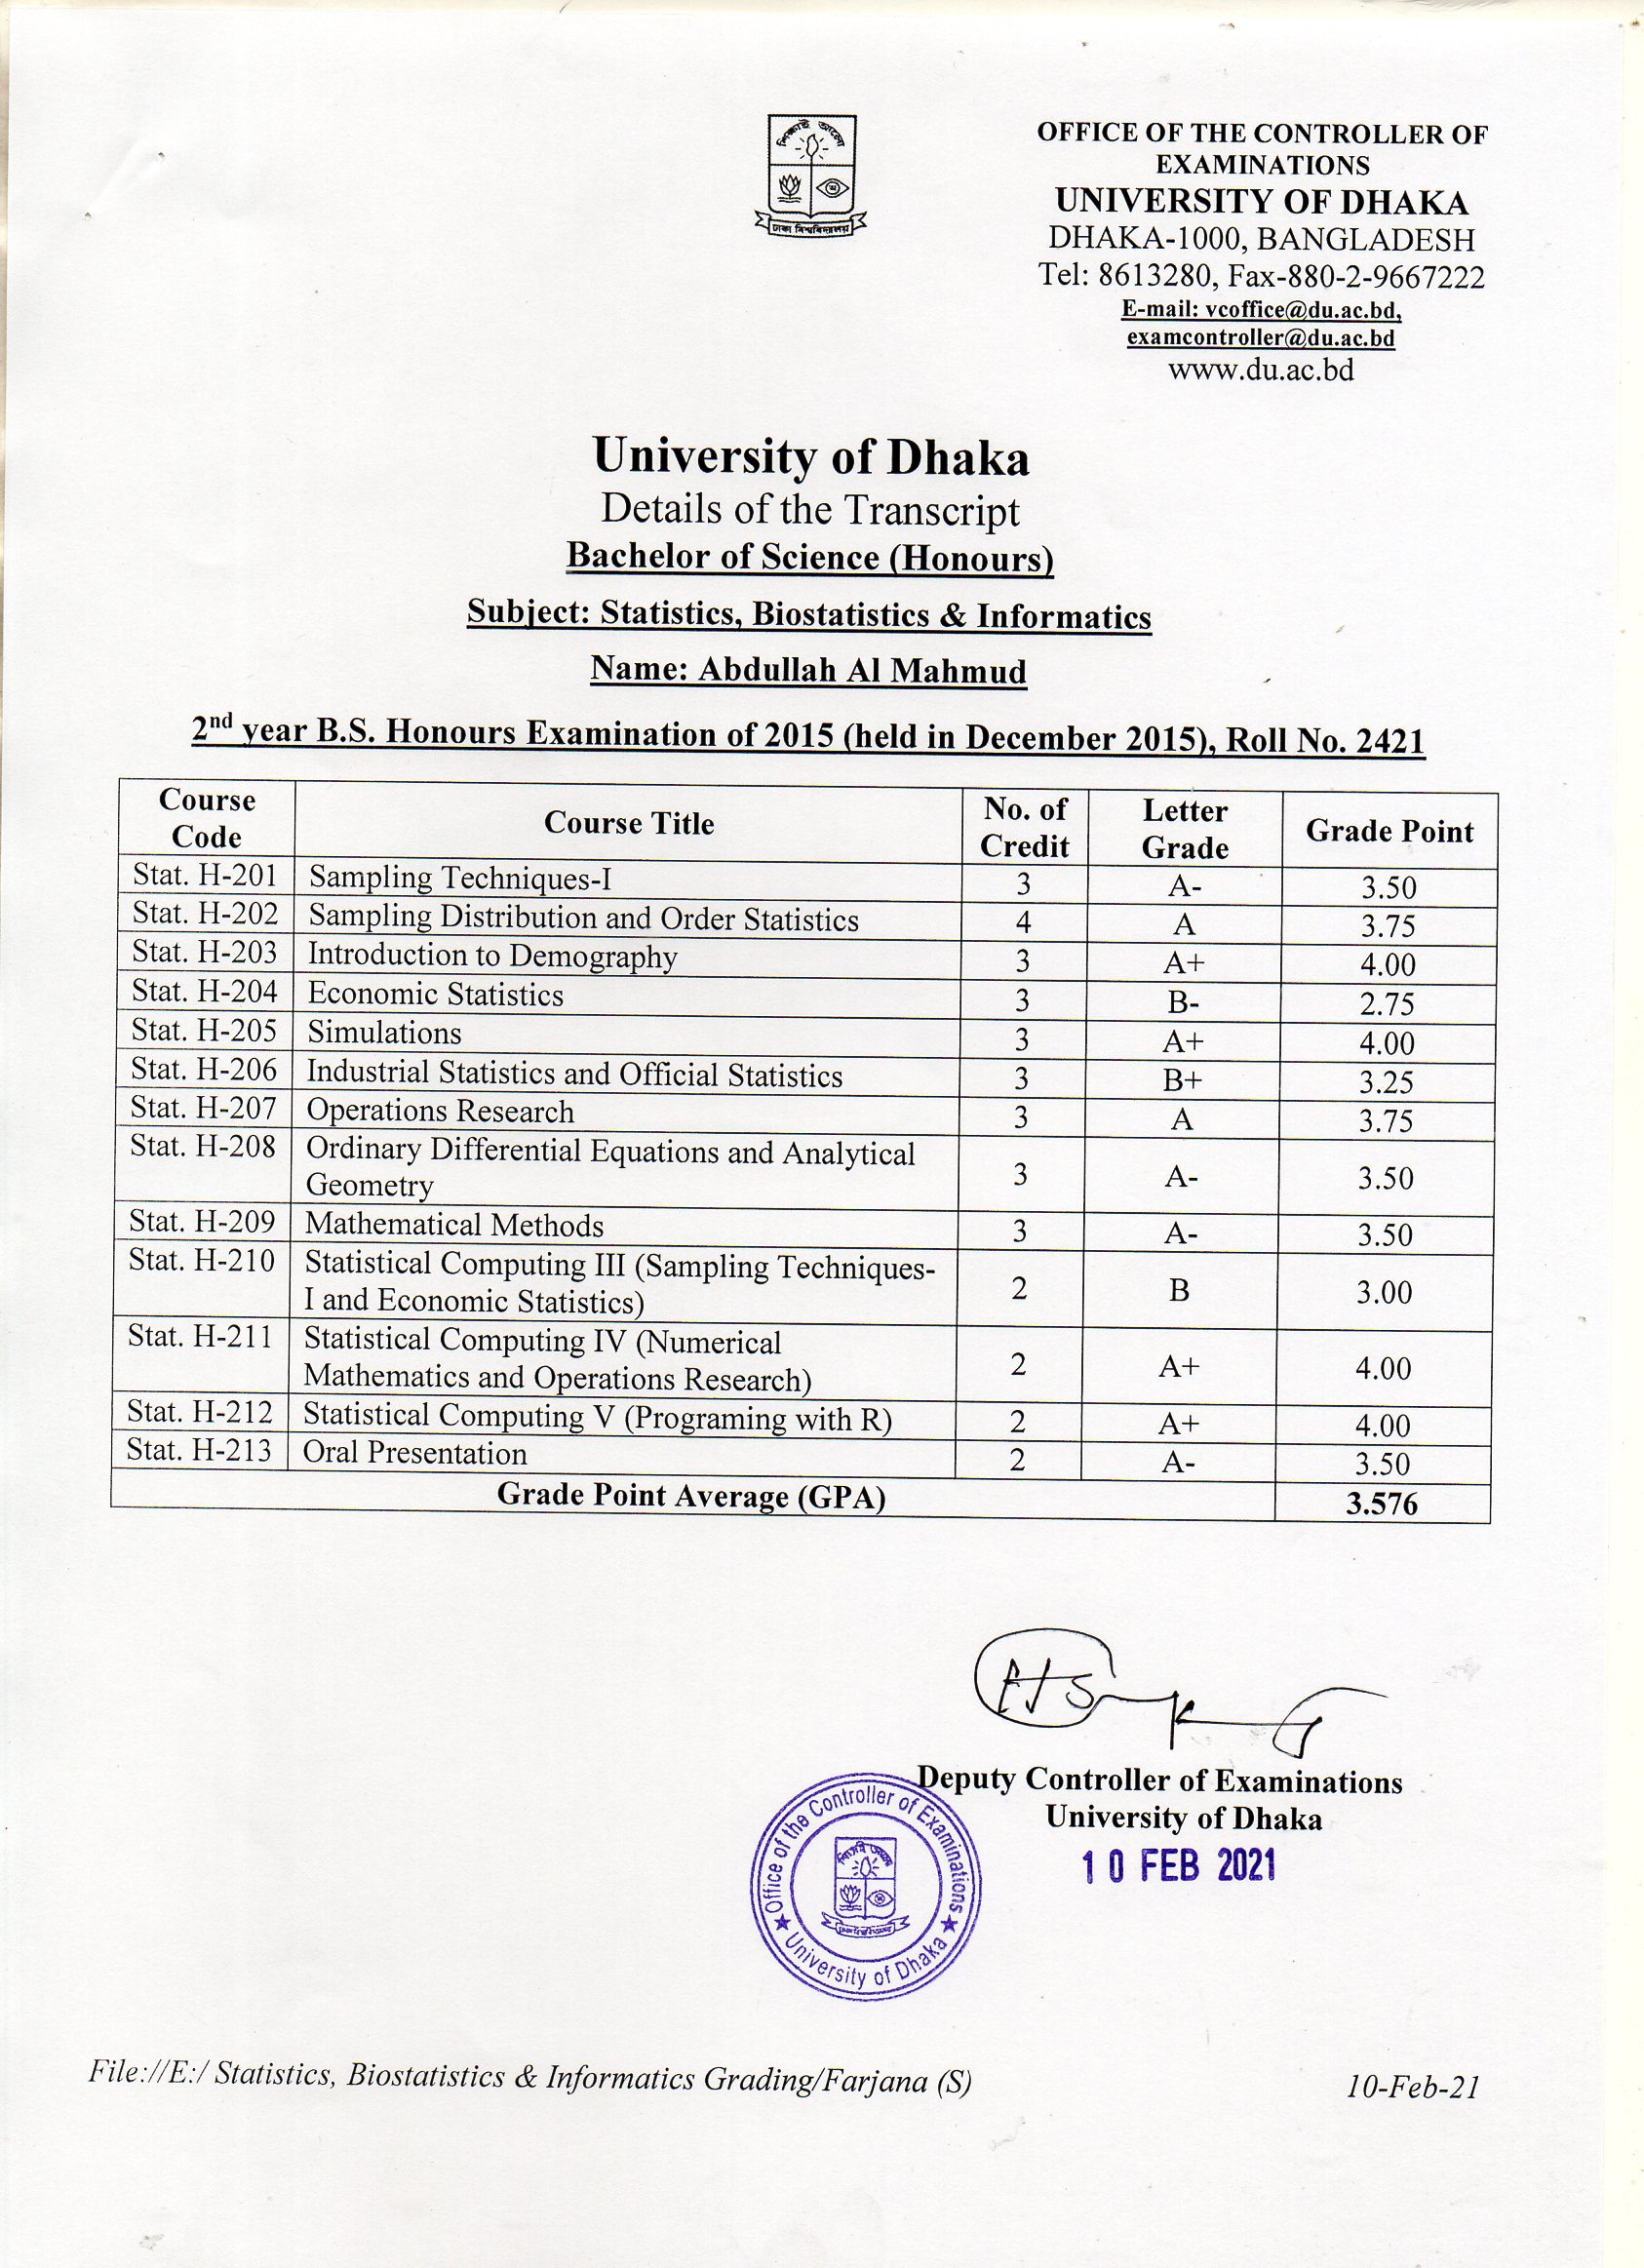 শিক্ষাই আলো
ঢাকা বিশ্ববিদ্যালয়
OFFICE OF THE CONTROLLER OF
EXAMINATIONS
UNIVERSITY OF DHAKA
DHAKA-1000, BANGLADESH
Tel: 8613280, Fax-880-2-9667222
E-mail: vcoffice@du.ac.bd,
examcontroller@du.ac.bd
www.du.ac.bd
University of Dhaka
Details of the Transcript
Bachelor of Science (Honours)
Subject: Statistics, Biostatistics & Informatics
Name: Abdullah Al Mahmud
2nd year B.S. Honours Examination of 2015 (held in December 2015), Roll No. 2421
Course Code Course Title No. of Credit Letter Grade Grade Point
Stat. H-201 Sampling Techniques-I 3 A- 3.50
Stat. H-202 Sampling Distribution and Order Statistics 4 A 3.75
Stat. H-203 Introduction to Demography 3 A+ 4.00
Stat. H-204 Economic Statistics 3 B- 2.75
Stat. H-205 Simulations 3 A+ 4.00
Stat. H-206 Industrial Statistics and Official Statistics 3 B+ 3.25
Stat. H-207 Operations Research 3 A 3.75
Stat. H-208 Ordinary Differential Equations and Analytical
Geometry 3 A- 3.50
Stat. H-209 Mathematical Methods 3 A- 3.50
Stat. H-210 Statistical Computing III (Sampling Techniques-
I and Economic Statistics) 2 B 3.00
Stat. H-211 Statistical Computing IV (Numerical
Mathematics and Operations Research) 2 A+ 4.00
Stat. H-212 Statistical Computing V (Programing with R) 2 A+ 4.00
Stat. H-213 Oral Presentation 2 A- 3.50
Grade Point Average (GPA) 3.576
Deputy Controller of Examinations
University of Dhaka
10 FEB 2021
Office of the Controller of Examinations
University of Dhaka
File://E:/ Statistics, Biostatistics & Informatics Grading/Farjana (S) 10-Feb-21